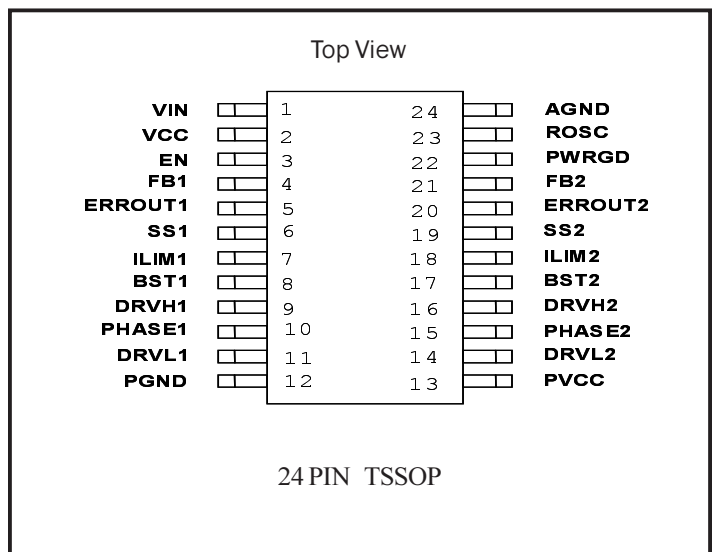 Top View
VIN 1 24 AGND
VCC 2 23 ROSC
EN 3 22 PWRGD
FB1 4 21 FB2
ERROUT1 5 20 ERROUT2
SS1 6 19 SS2
ILIM1 7 18 ILIM2
BST1 8 17 BST2
DRVH1 9 16 DRVH2
PHASE1 10 15 PHASE2
DRVL1 11 14 DRVL2
PGND 12 13 PVCC
24 PIN TSSOP